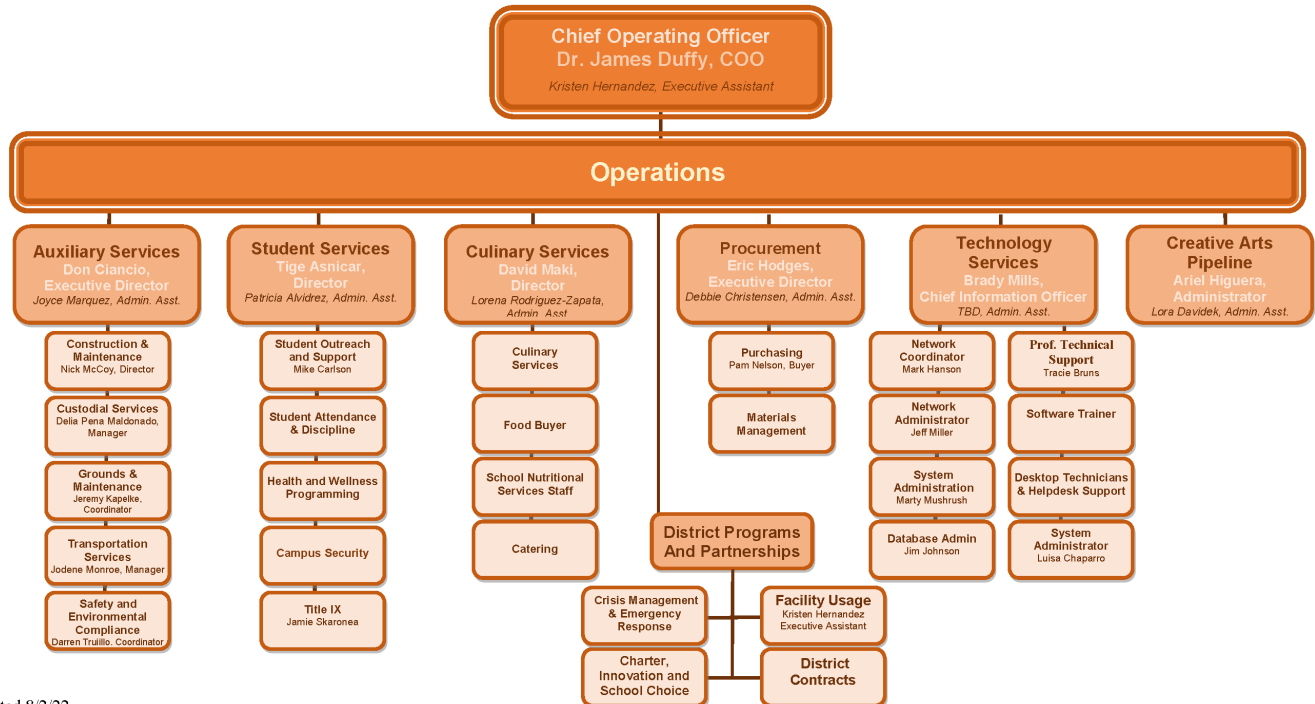 Chief Operating Officer
Dr. James Duffy, COO
Kristen Hernandez, Executive Assistant
Operations
Auxiliary Services
Don Ciancio,
Executive Director
Joyce Marquez, Admin. Asst.
Student Services
Tige Asnicar,
Director
Patricia Alvidrez, Admin. Asst.
Culinary Services
David Maki,
Director
Lorena Rodriguez-Zapata,
Admin. Asst
Procurement
Eric Hodges,
Executive Director
Debbie Christensen, Admin. Asst.
Technology
Services
Brady Mills,
Chief Information Officer
TBD, Admin. Asst.
Creative Arts
Pipeline
Ariel Higuera,
Administrator
Lora Davidek, Admin. Asst.
Construction &
Maintenance
Nick McCoy, Director
Custodial Services
Delia Pena Maldonado,
Manager
Grounds &
Maintenance
Jeremy Kapelke,
Coordinator
Transportation
Services
Jodene Monroe, Manager
Safety and
Environmental
Compliance
Darren Trujillo, Coordinator
Student Outreach
and Support
Mike Carlson
Student Attendance
& Discipline
Health and Wellness
Programming
Campus Security
Title IX
Jamie Skaronea
Culinary
Services
Food Buyer
School Nutritional
Services Staff
Catering
Purchasing
Pam Nelson, Buyer
Materials
Management
Network
Coordinator
Mark Hanson
Network
Administrator
Jeff Miller
System
Administration
Marty Mushrush
Database Admin
Jim Johnson
Prof. Technical
Support
Tracie Bruns
Software Trainer
Desktop Technicians
& Helpdesk Support
System
Administrator
Luisa Chaparro
District Programs
And Partnerships
Crisis Management
& Emergency
Response
Facility Usage
Kristen Hernandez
Executive Assistant
Charter,
Innovation and
School Choice
District
Contracts